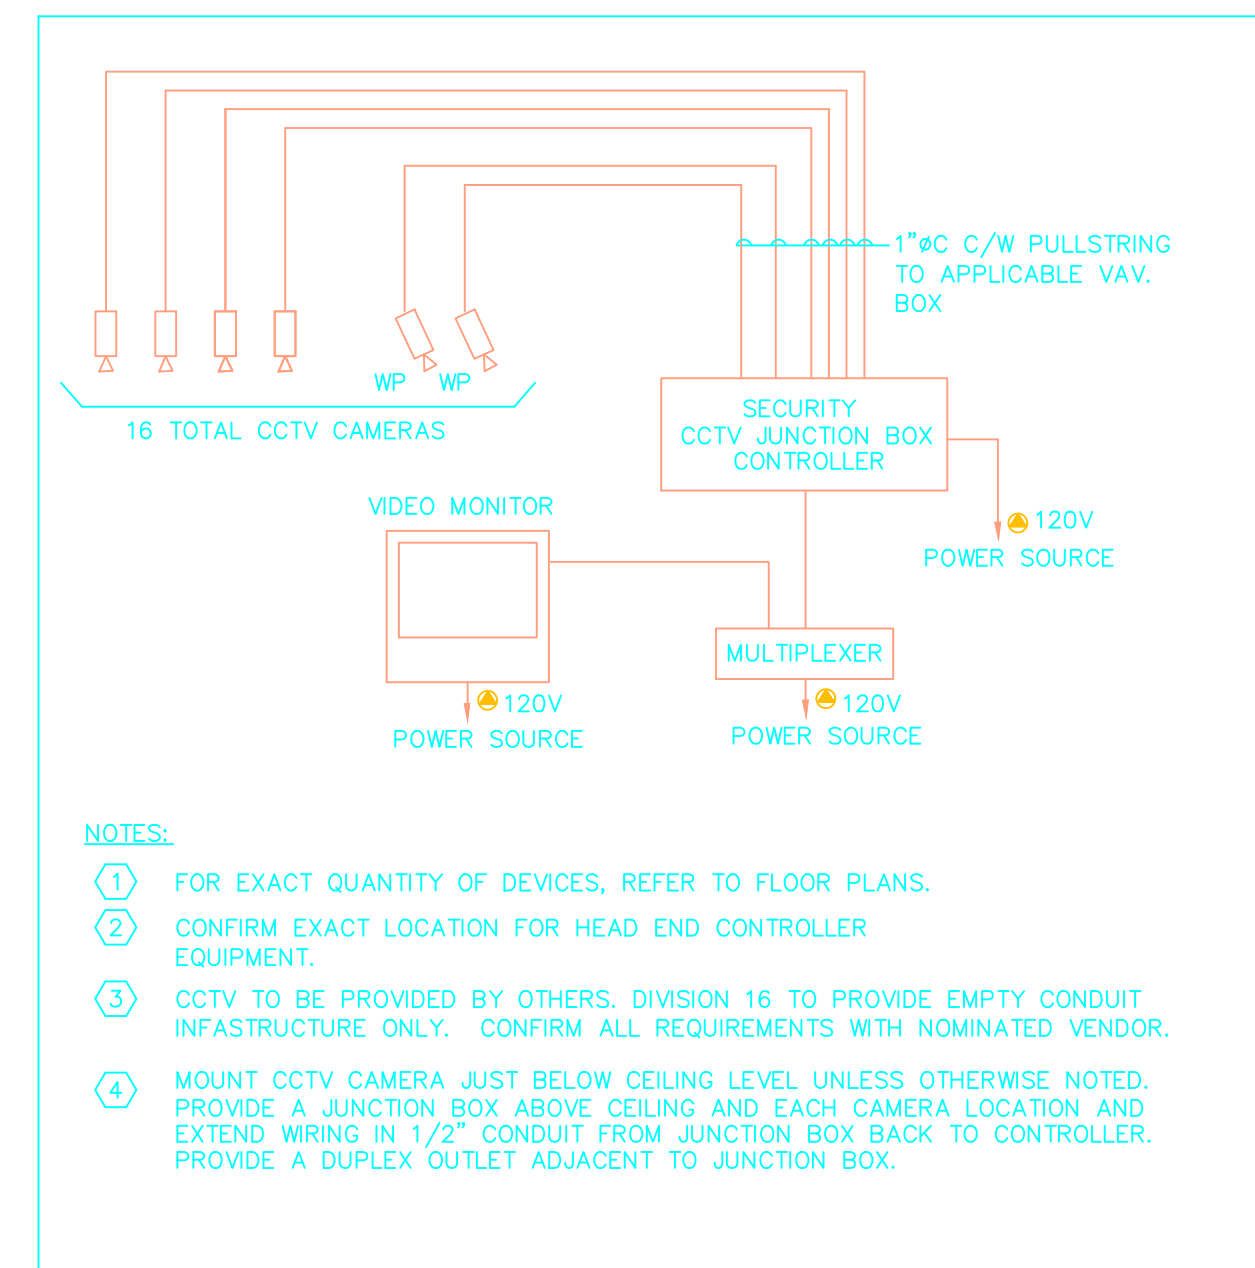 1"øC C/W PULLSTRING
TO APPLICABLE VAV.
BOX
WP WP
16 TOTAL CCTV CAMERAS
SECURITY
CCTV JUNCTION BOX
CONTROLLER
VIDEO MONITOR
120V
POWER SOURCE
MULTIPLEXER
120V
POWER SOURCE
120V
POWER SOURCE
NOTES:
1 FOR EXACT QUANTITY OF DEVICES, REFER TO FLOOR PLANS.
2 CONFIRM EXACT LOCATION FOR HEAD END CONTROLLER
EQUIPMENT.
3 CCTV TO BE PROVIDED BY OTHERS. DIVISION 16 TO PROVIDE EMPTY CONDUIT
INFASTRUCTURE ONLY. CONFIRM ALL REQUIREMENTS WITH NOMINATED VENDOR.
4 MOUNT CCTV CAMERA JUST BELOW CEILING LEVEL UNLESS OTHERWISE NOTED.
PROVIDE A JUNCTION BOX ABOVE CEILING AND EACH CAMERA LOCATION AND
EXTEND WIRING IN 1/2" CONDUIT FROM JUNCTION BOX BACK TO CONTROLLER.
PROVIDE A DUPLEX OUTLET ADJACENT TO JUNCTION BOX.